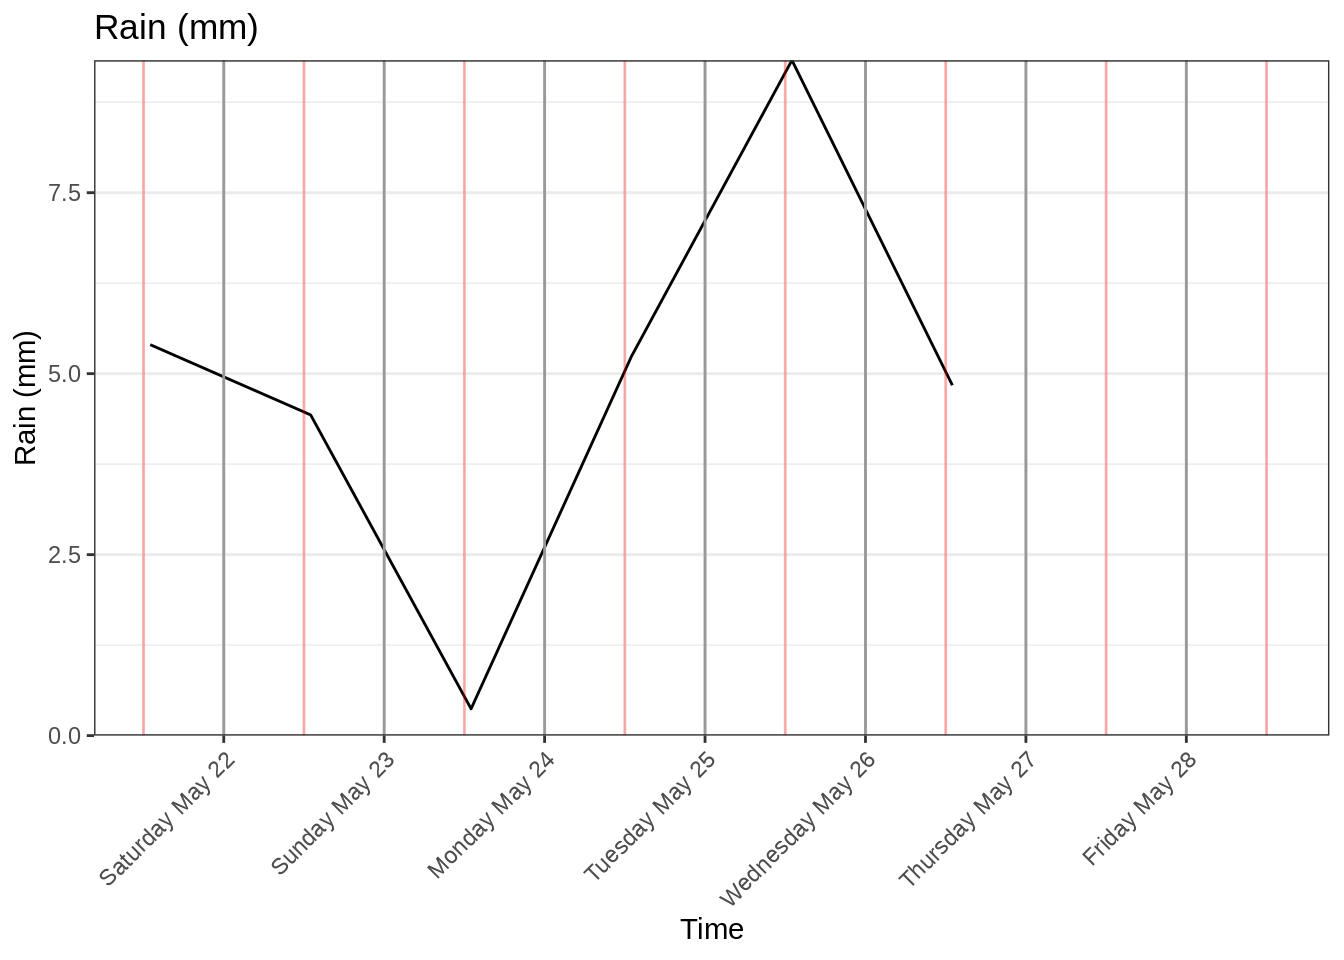 Rain (mm)
Rain (mm)
7.5
5.0
2.5
0.0
Saturday May 22
Sunday May 23
Monday May 24
Tuesday May 25
Wednesday May 26
Thursday May 27
Friday May 28
Time